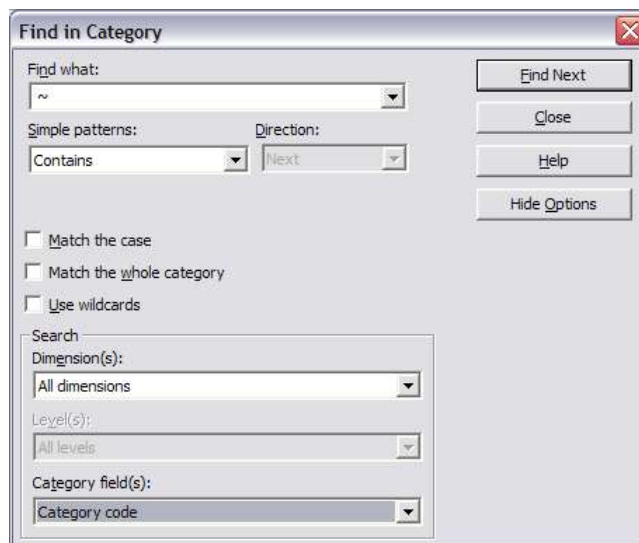 Find in Category
Find what:
~
Find Next
Close
Simple patterns:
Direction:
Contains
Next
Help
Hide Options
Match the case
Match the whole category
Use wildcards
Search
Dimension(s):
All dimensions
Level(s):
All levels
Category field(s):
Category code